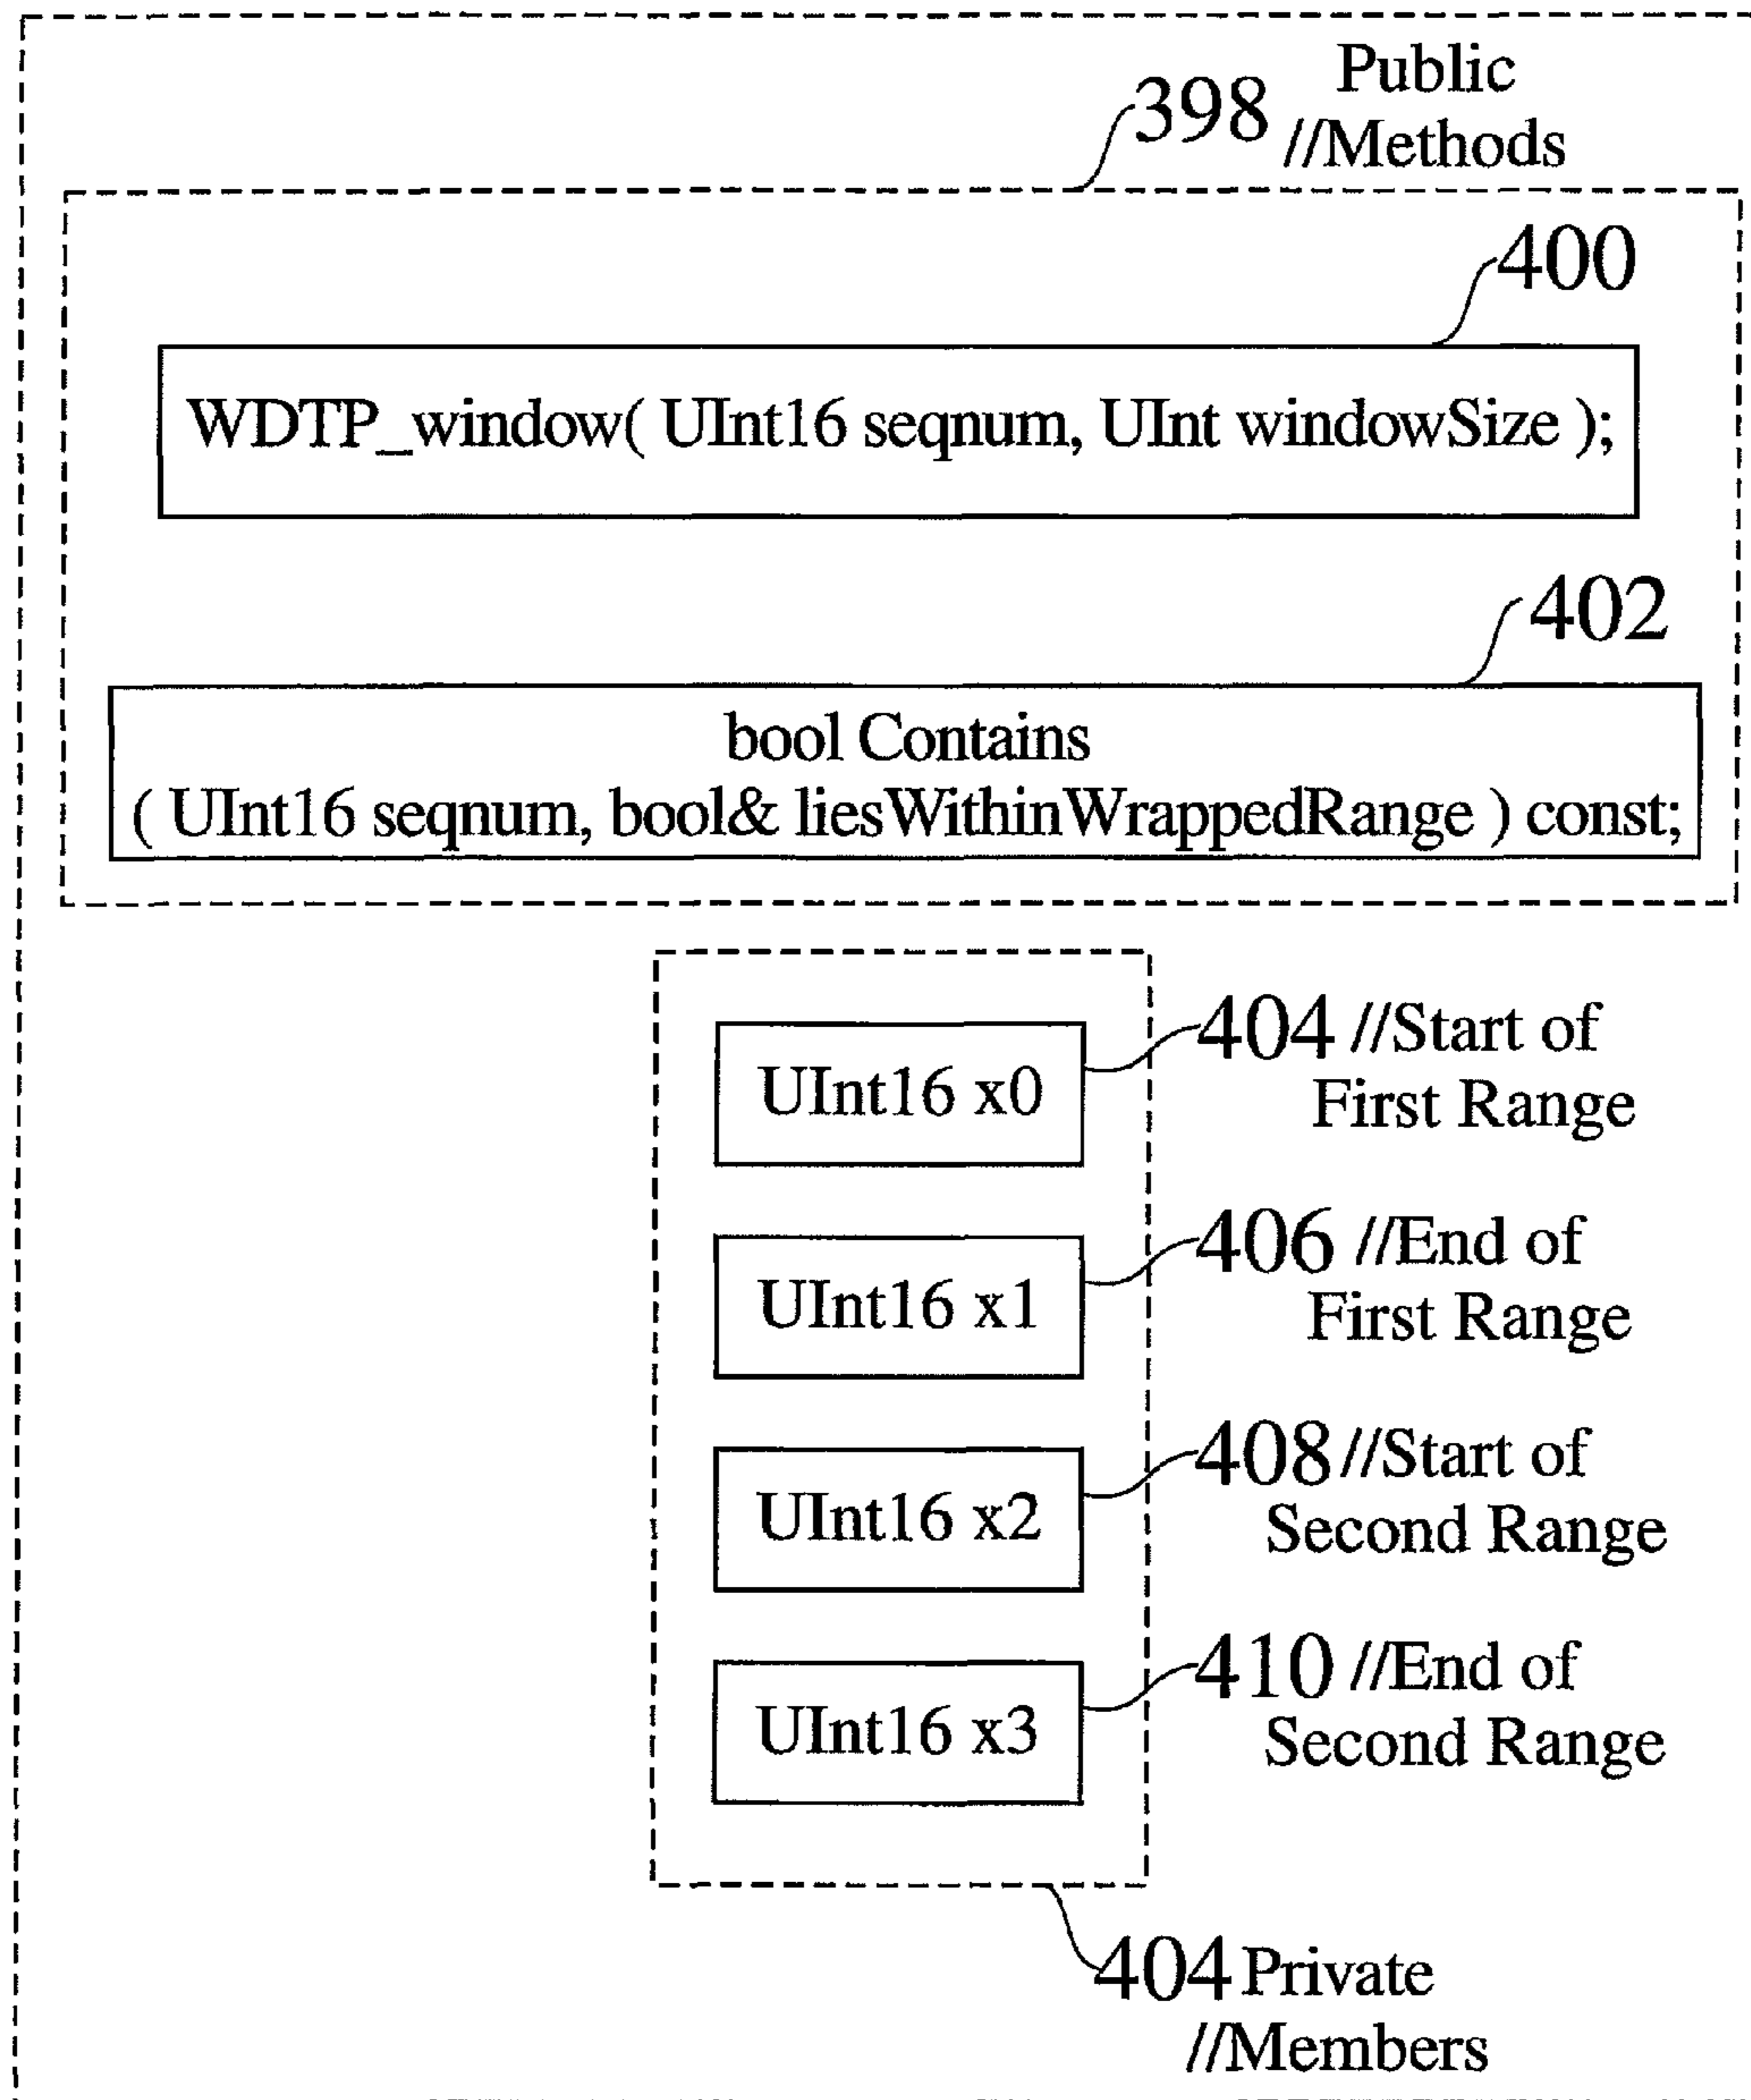 Public
398 //Methods
400
WDTP_window( UInt16 seqnum, UInt windowSize );
402
bool Contains
( UInt16 seqnum, bool& liesWithinWrappedRange ) const;
UInt16 x0
404 //Start of
First Range
UInt16 x1
406 //End of
First Range
UInt16 x2
408 //Start of
Second Range
UInt16 x3
410 //End of
Second Range
404 Private
//Members